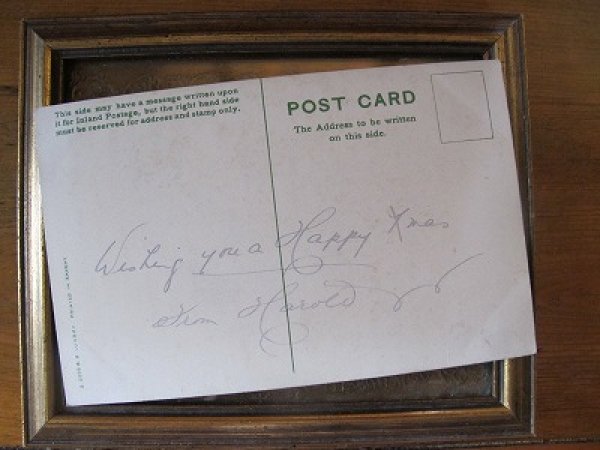 This side may have a message written upon
it for Inland Postage, but the right hand side
must be reserved for address and stamp only.
POST CARD
The Address to be written
on this side.
Wishing you a Happy Xmas
from Harold
PRINTED IN